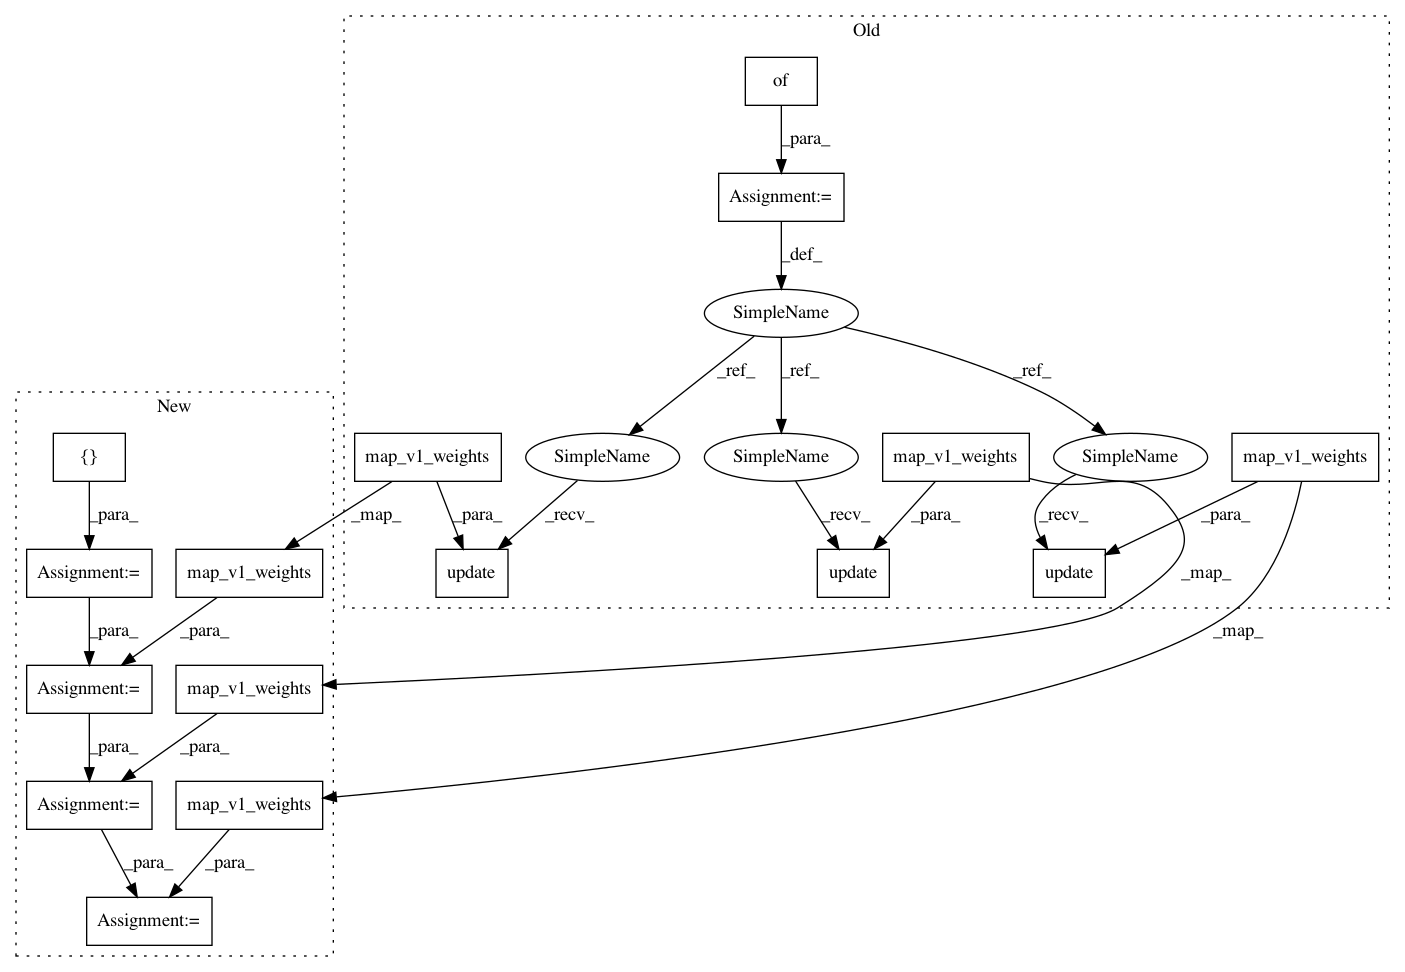 Old
of
_para_
Assignment:=
_def_
SimpleName
_ref_ _ref_ _ref_
New
{} map_v1_weights SimpleName SimpleName map_v1_weights SimpleName map_v1_weights
_para_ _map_ _para_ _recv_ _recv_ _para_ _recv_ _para_
Assignment:= map_v1_weights update update update _map_
_para_ _para_ _map_
Assignment:= map_v1_weights
_para_ _para_
Assignment:= map_v1_weights
_para_ _para_
Assignment:=